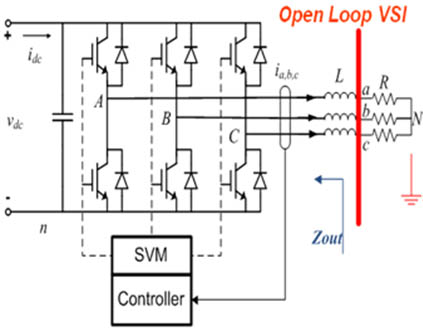 Open Loop VSI
+
i_dc
i_a,b,c
L
R
A
a
v_dc
B
b
N
C
c
-
n
Zout
SVM
Controller